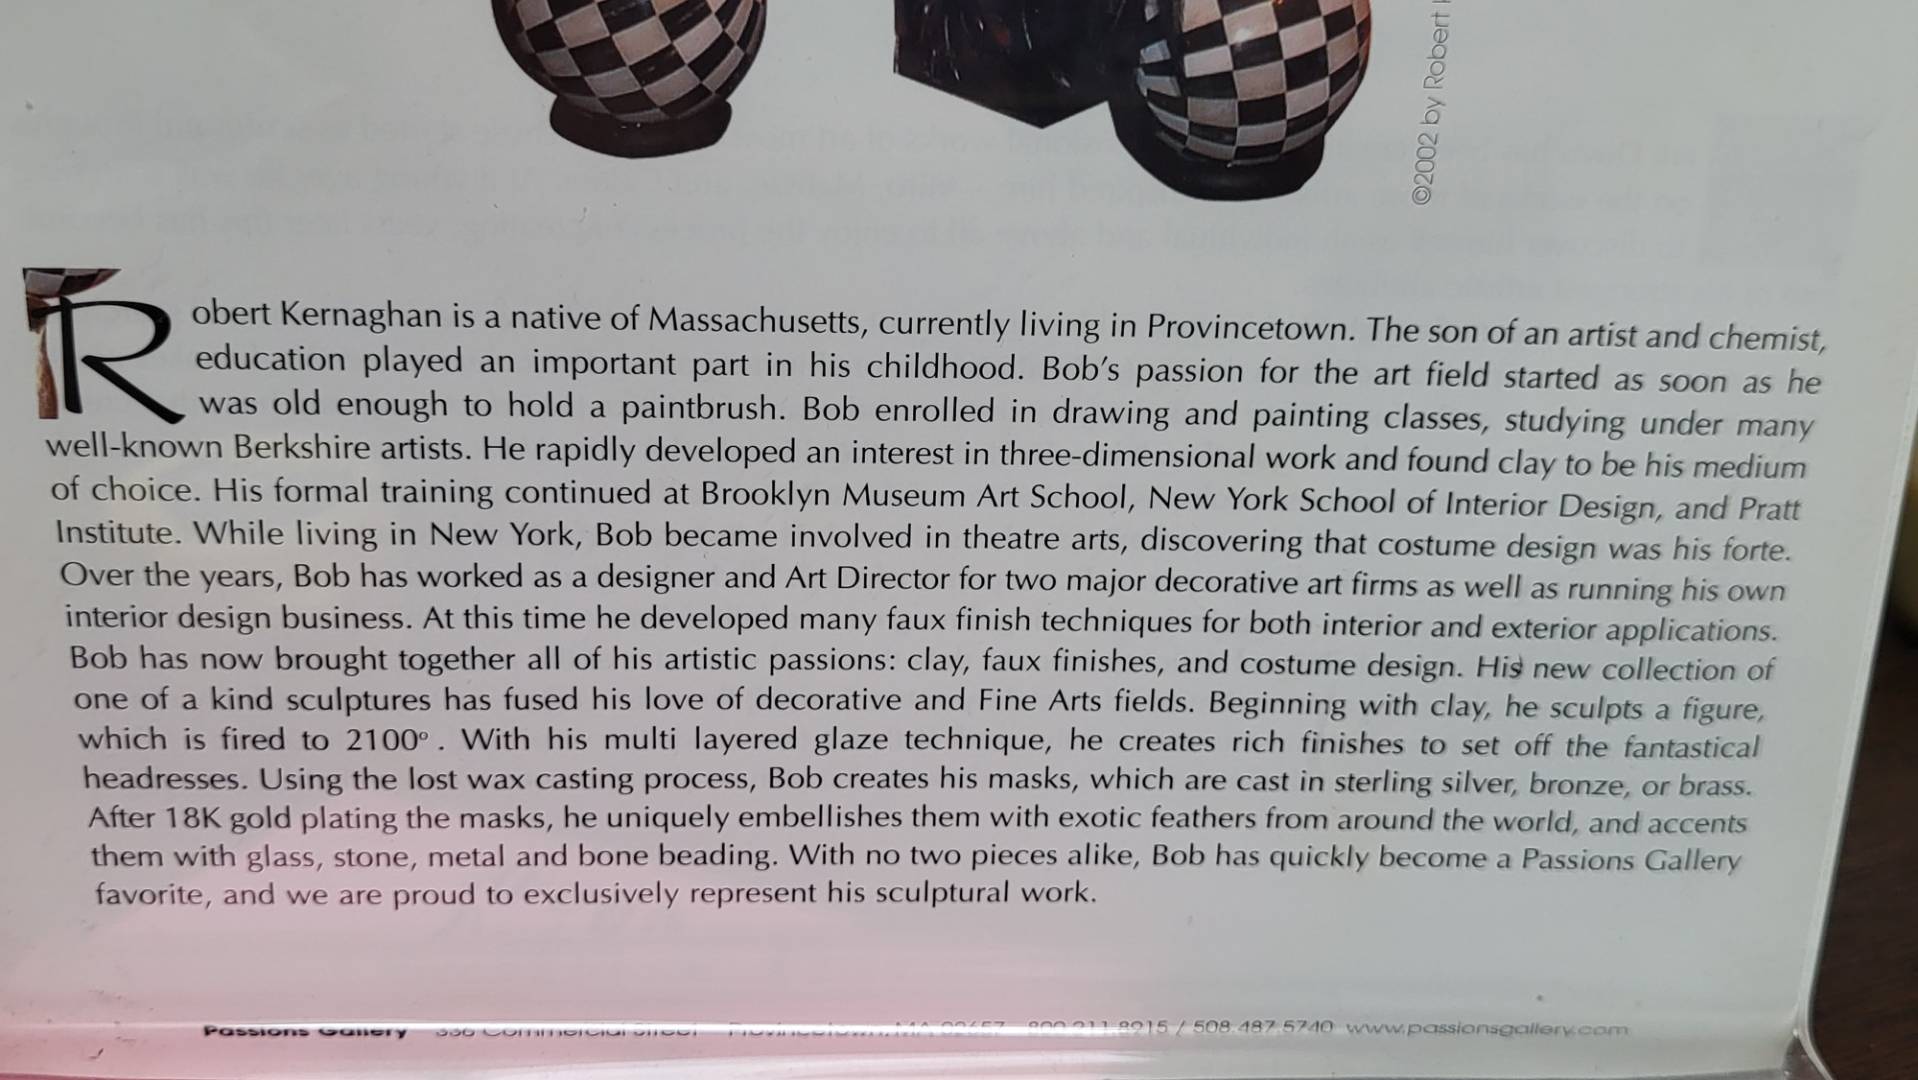 ©2002 by Robert
Robert Kernaghan is a native of Massachusetts, currently living in Provincetown. The son of an artist and chemist,
education played an important part in his childhood. Bob's passion for the art field started as soon as he
was old enough to hold a paintbrush. Bob enrolled in drawing and painting classes, studying under many
well-known Berkshire artists. He rapidly developed an interest in three-dimensional work and found clay to be his medium
of choice. His formal training continued at Brooklyn Museum Art School, New York School of Interior Design, and Pratt
Institute. While living in New York, Bob became involved in theatre arts, discovering that costume design was his forte.
Over the years, Bob has worked as a designer and Art Director for two major decorative art firms as well as running his own
interior design business. At this time he developed many faux finish techniques for both interior and exterior applications.
Bob has now brought together all of his artistic passions: clay, faux finishes, and costume design. His new collection of
one of a kind sculptures has fused his love of decorative and Fine Arts fields. Beginning with clay, he sculpts a figure,
which is fired to 2100° . With his multi layered glaze technique, he creates rich finishes to set off the fantastical
headresses. Using the lost wax casting process, Bob creates his masks, which are cast in sterling silver, bronze, or brass.
After 18K gold plating the masks, he uniquely embellishes them with exotic feathers from around the world, and accents
them with glass, stone, metal and bone beading. With no two pieces alike, Bob has quickly become a Passions Gallery
favorite, and we are proud to exclusively represent his sculptural work.
Passions Gallery Commercial Street Provincetown, MA 02657 800.211.8915 / 508.487.5740 www.passionsgallery.com